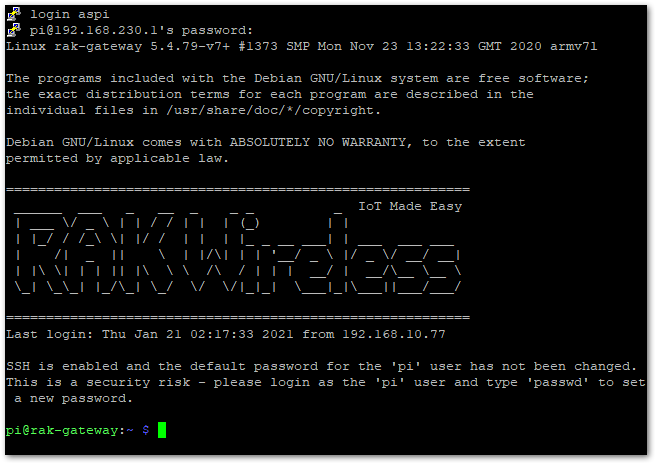 login aspi
pi@192.168.230.1's password:
Linux rak-gateway 5.4.79-v7+ #1373 SMP Mon Nov 23 13:22:33 GMT 2020 armv7l
The programs included with the Debian GNU/Linux system are free software;
the exact distribution terms for each program are described in the
individual files in /usr/share/doc/*/copyright.
Debian GNU/Linux comes with ABSOLUTELY NO WARRANTY, to the extent
permitted by applicable law.
IoT Made Easy
RAKWireless
Last login: Thu Jan 21 02:17:33 2021 from 192.168.10.77
SSH is enabled and the default password for the 'pi' user has not been changed.
This is a security risk - please login as the 'pi' user and type 'passwd' to set
a new password.
pi@rak-gateway:~ $